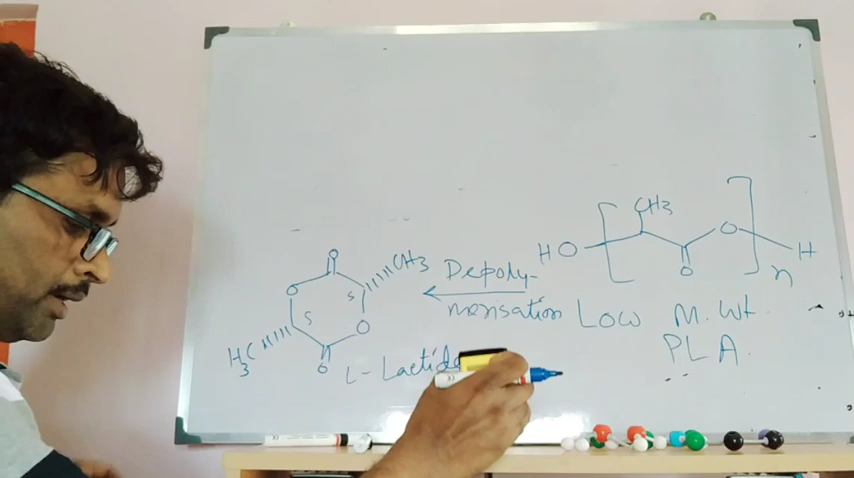 O
CH3
O
S
S
O
H3C
O
L-Lactide
Depoly-
merisation
CH3
HO
O
H
O
n
Low M. Wt.
PLA.